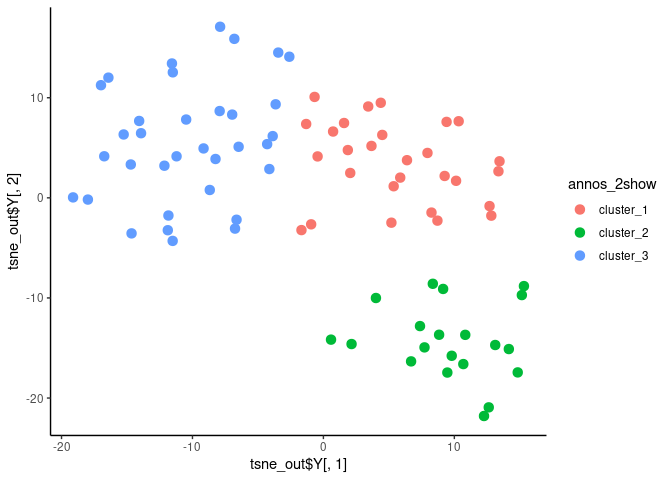 10
0
-10
-20
-20
-10
0
10
tsne_out$Y[, 2]
tsne_out$Y[, 1]
annos_2show
cluster_1
cluster_2
cluster_3